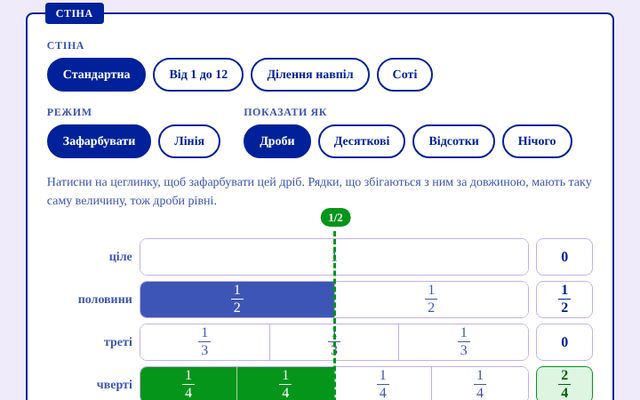 СТІНА
СТІНА
Стандартна Від 1 до 12 Ділення навпіл Соті
РЕЖИМ ПОКАЗАТИ ЯК
Зафарбувати Лінія Дроби Десяткові Відсотки Нічого
Натисни на цеглинку, щоб зафарбувати цей дріб. Рядки, що збігаються з ним за довжиною, мають таку
саму величину, тож дроби рівні.
1/2
ціле 1 0
половини 1/2 1/2 1/2
треті 1/3 1/3 1/3 0
чверті 1/4 1/4 1/4 1/4 2/4